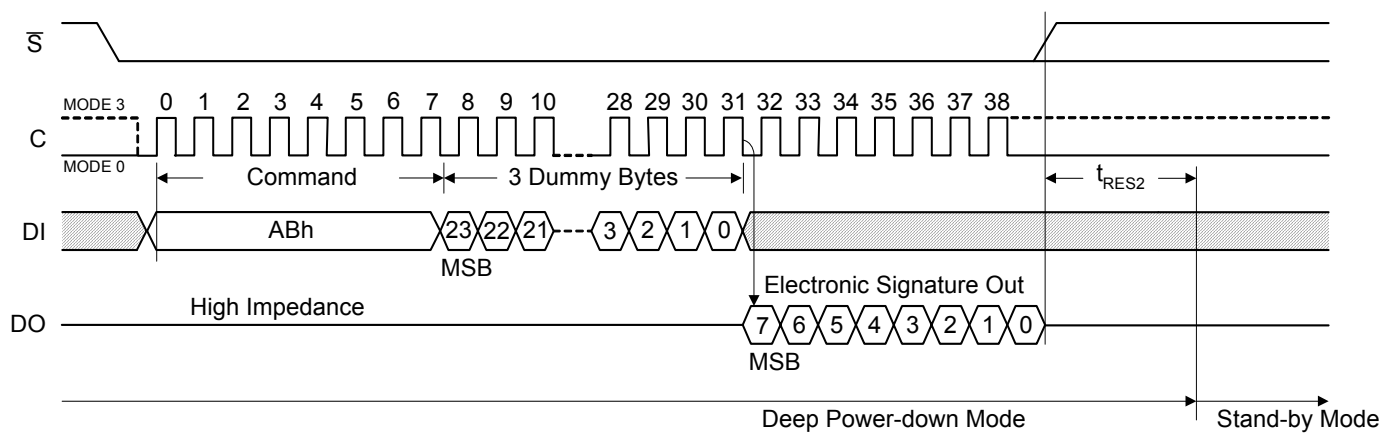 S
MODE 3
0 1 2 3 4 5 6 7 8 9 10 28 29 30 31 32 33 34 35 36 37 38
C
MODE 0
Command
3 Dummy Bytes
tRES2
DI
ABh
23 22 21 3 2 1 0
MSB
Electronic Signature Out
High Impedance
DO
7 6 5 4 3 2 1 0
MSB
Deep Power-down Mode
Stand-by Mode